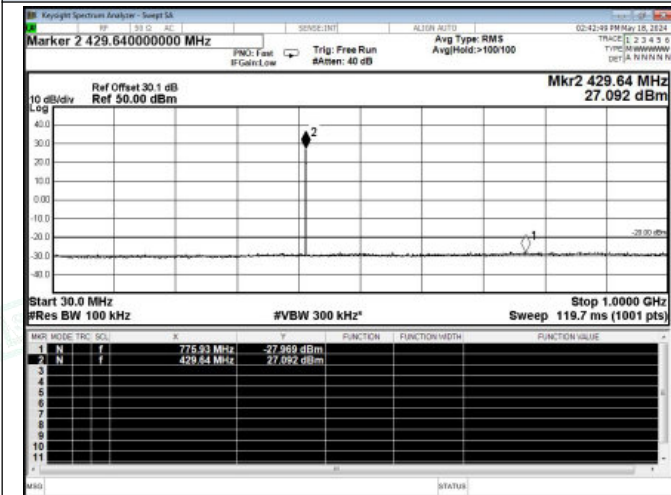 Keysight Spectrum Analyzer - Swept SA
RF 50 Ω AC SENSE:INT ALIGN AUTO 02:42:49 PM May 18, 2024
Marker 2 429.640000000 MHz
PNO: Fast
IFGain:Low
Trig: Free Run
#Atten: 40 dB
Avg Type: RMS
Avg|Hold:>100/100
TRACE 1 2 3 4 5 6
TYPE M WWWWW
DET A NNNNN
Ref Offset 30.1 dB
10 dB/div Ref 50.00 dBm
Log
Mkr2 429.64 MHz
27.092 dBm
40.0
30.0
20.0
10.0
0.00
-10.0
-20.0
-30.0
-40.0
2
1
-20.00 dBm
Start 30.0 MHz Stop 1.0000 GHz
#Res BW 100 kHz #VBW 300 kHz* Sweep 119.7 ms (1001 pts)
MKR MODE TRC SCL X Y FUNCTION FUNCTION WIDTH FUNCTION VALUE
1 N f 775.93 MHz -27.969 dBm
2 N f 429.64 MHz 27.092 dBm
3
4
5
6
7
8
9
10
11
MSG STATUS